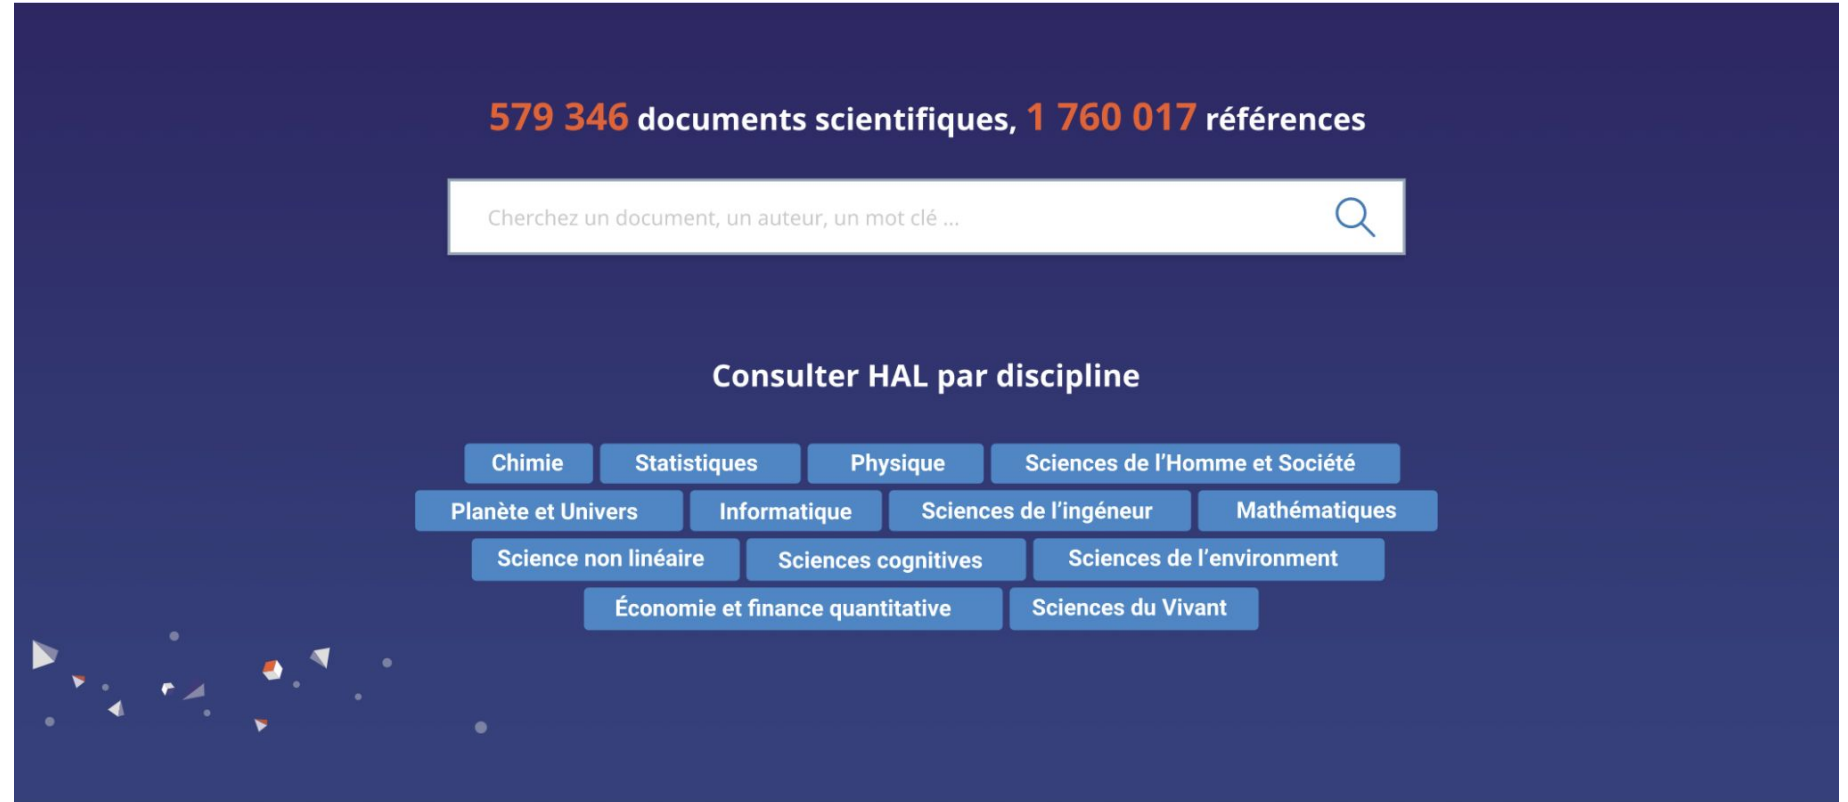 579 346 documents scientifiques, 1 760 017 références
Cherchez un document, un auteur, un mot clé ...
Consulter HAL par discipline
Chimie Statistiques Physique Sciences de l'Homme et Société
Planète et Univers Informatique Sciences de l'ingéneur Mathématiques
Science non linéaire Sciences cognitives Sciences de l'environment
Économie et finance quantitative Sciences du Vivant